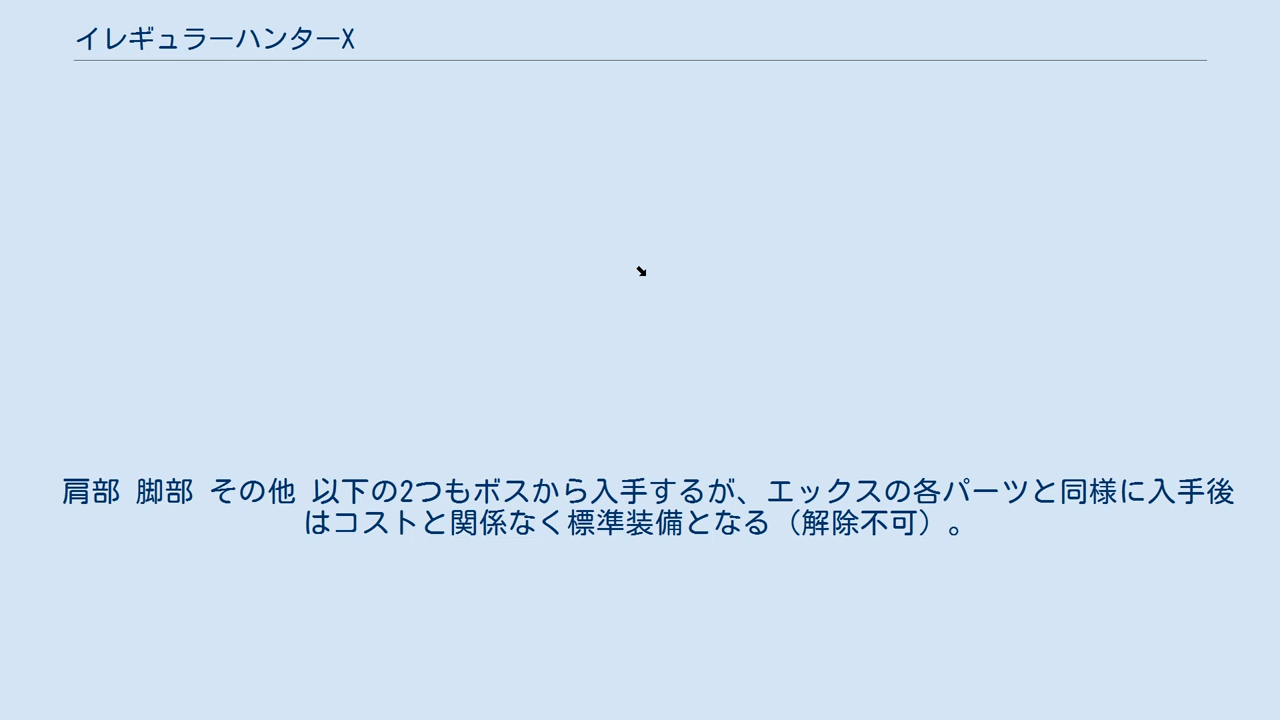 イレギュラーハンターX
肩部 脚部 その他 以下の2つもボスから入手するが、エックスの各パーツと同様に入手後
はコストと関係なく標準装備となる（解除不可）。